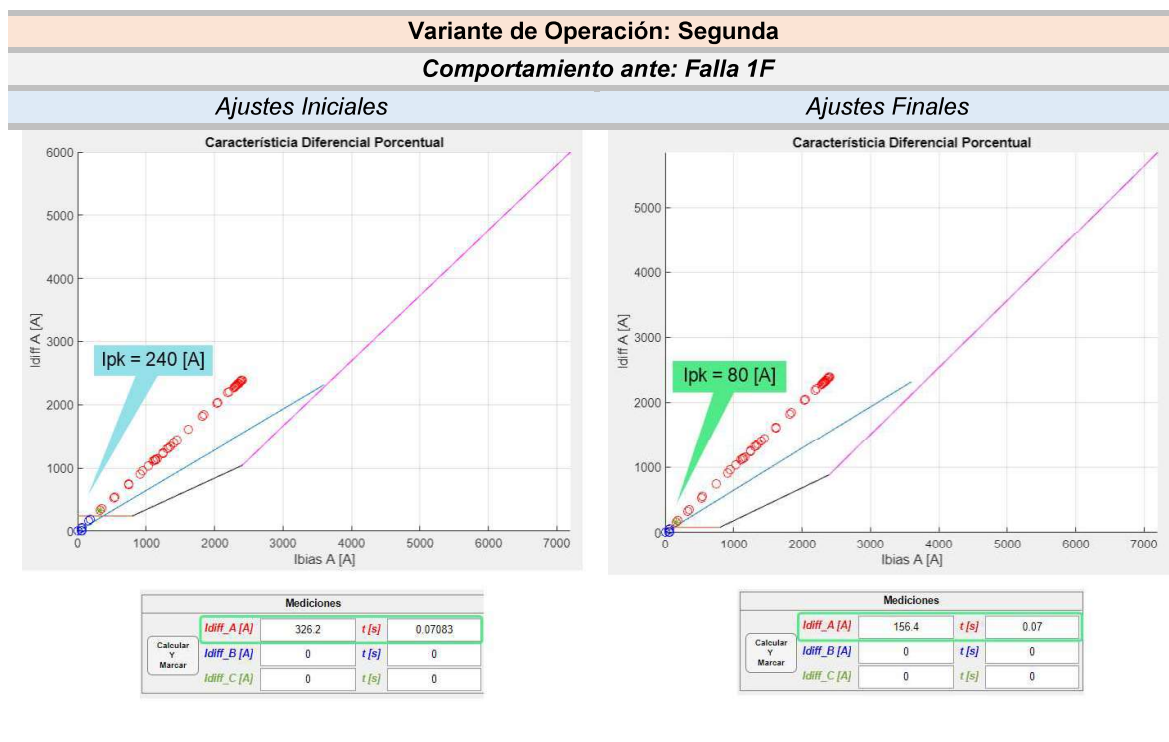 Variante de Operación: Segunda
Comportamiento ante: Falla 1F
Ajustes Iniciales
Ajustes Finales
Característicia Diferencial Porcentual
Idiff A [A]
6000
5000
4000
3000
2000
1000
0
Ipk = 240 [A]
0 1000 2000 3000 4000 5000 6000 7000
Ibias A [A]
Mediciones
Calcular
Y
Marcar
Idiff_A [A] 326.2 t [s] 0.07083
Idiff_B [A] 0 t [s] 0
Idiff_C [A] 0 t [s] 0
Característicia Diferencial Porcentual
Idiff A [A]
5000
4000
3000
2000
1000
0
Ipk = 80 [A]
0 1000 2000 3000 4000 5000 6000 7000
Ibias A [A]
Mediciones
Calcular
Y
Marcar
Idiff_A [A] 156.4 t [s] 0.07
Idiff_B [A] 0 t [s] 0
Idiff_C [A] 0 t [s] 0